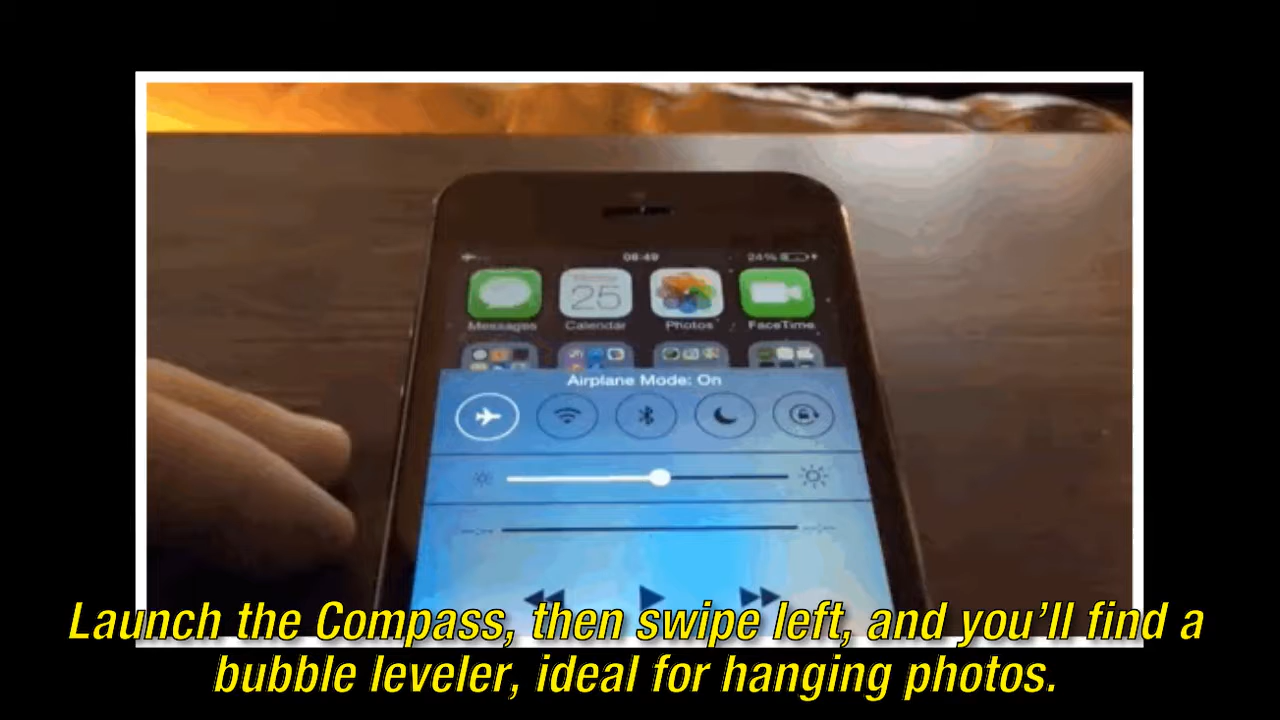 08:49 24%
25
Messages Calendar Photos FaceTime
Airplane Mode: On
Launch the Compass, then swipe left, and you’ll find a
bubble leveler, ideal for hanging photos.